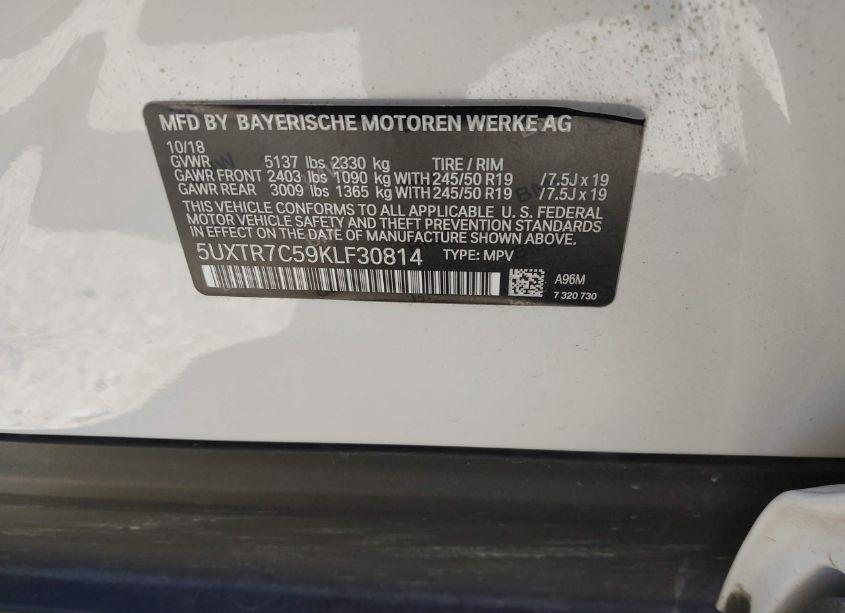 MFD BY BAYERISCHE MOTOREN WERKE AG
10/18
GVWR 5137 lbs 2330 kg TIRE / RIM
GAWR FRONT 2403 lbs 1090 kg WITH 245/50 R19 /7.5J x 19
GAWR REAR 3009 lbs 1365 kg WITH 245/50 R19 /7.5J x 19
THIS VEHICLE CONFORMS TO ALL APPLICABLE U. S. FEDERAL
MOTOR VEHICLE SAFETY AND THEFT PREVENTION STANDARDS
IN EFFECT ON THE DATE OF MANUFACTURE SHOWN ABOVE.
5UXTR7C59KLF30814 TYPE: MPV
A96M
7 320 730